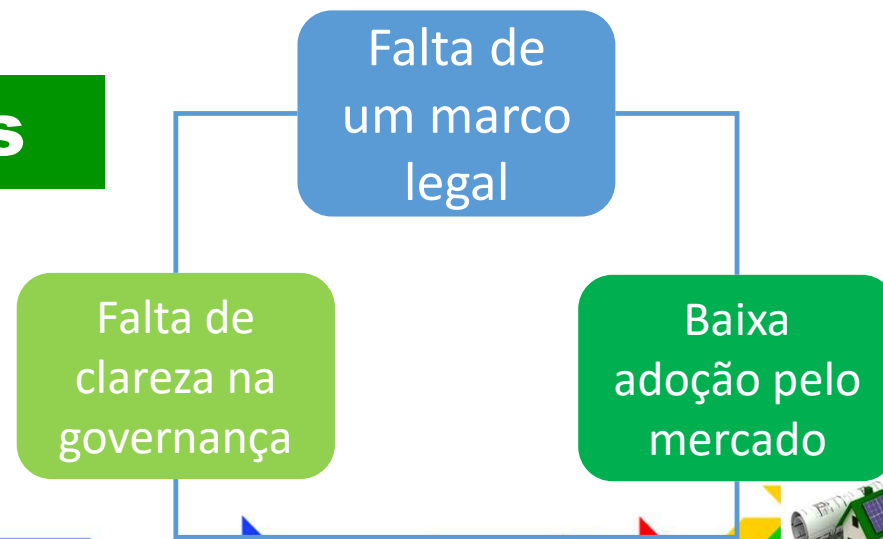 s
Falta de
um marco
legal
Falta de
clareza na
governança
Baixa
adoção pelo
mercado